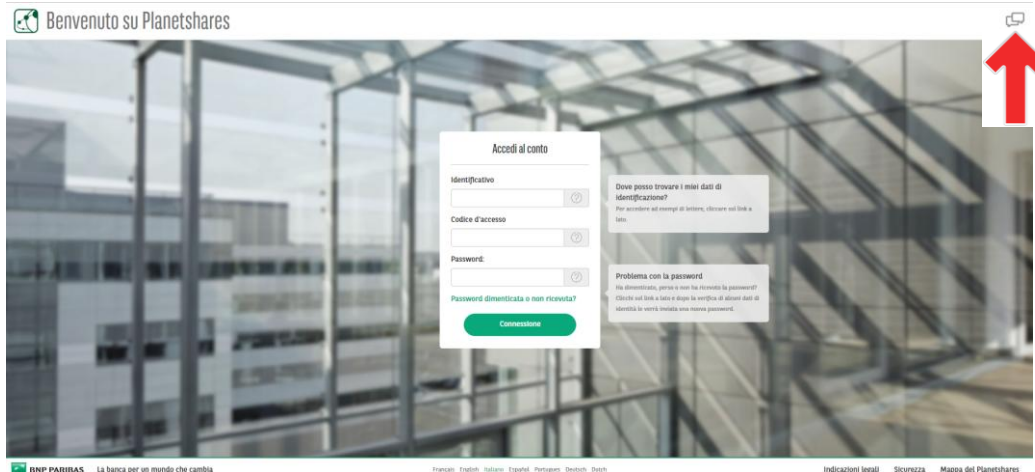 Benvenuto su Planetshares
Accedi al conto
Identificativo
Codice d'accesso
Password:
Password dimenticata o non ricevuta?
Connessione
Dove posso trovare i miei dati di
identificazione?
Per accedere ad esempi di lettere, cliccare sul link a
lato.
Problema con la password
Ha dimenticato, perso o non ha ricevuto la password?
Clicchi sul link a lato e dopo la verifica di alcuni dati di
identità le verrà inviata una nuova password.
BNP PARIBAS La banca per un mundo che cambia
Français English Italiano Español Portugues Deutsch Dutch
Indicazioni legali Sicurezza Mappa del Planetshares